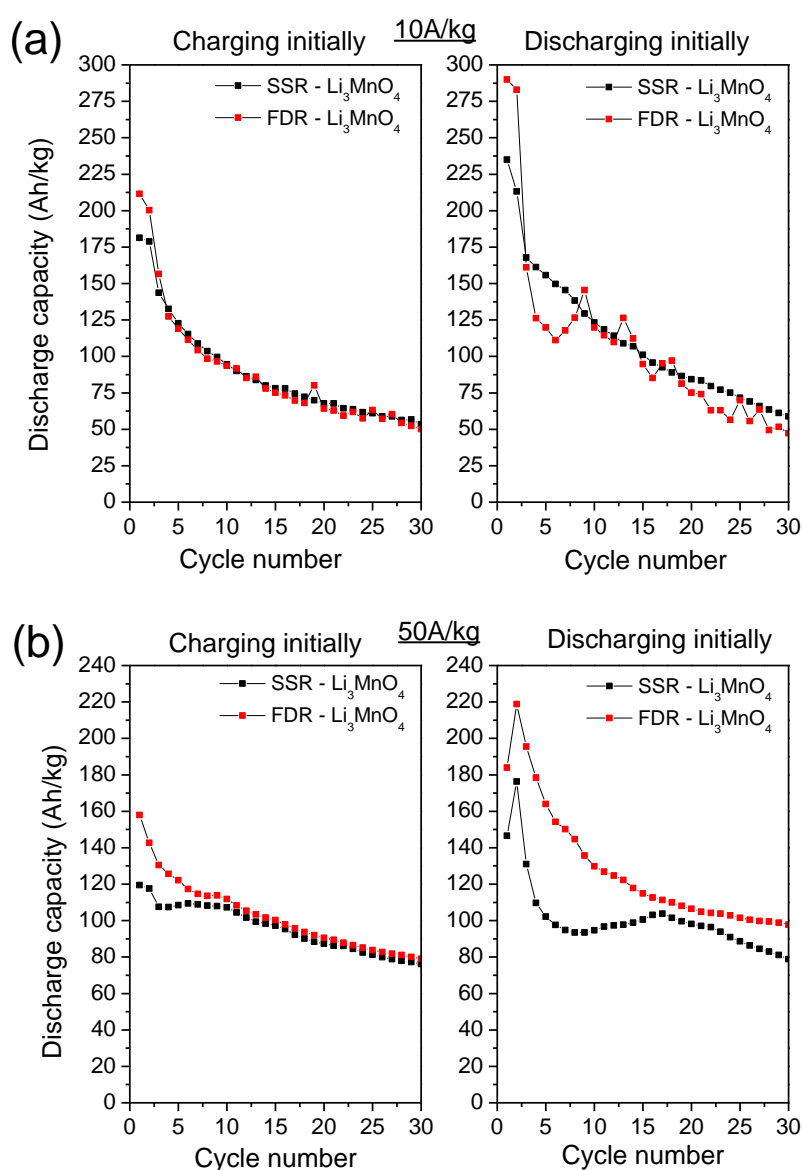 (a)
10A/kg
Charging initially
Discharging initially
SSR - Li₃MnO₄
FDR - Li₃MnO₄
SSR - Li₃MnO₄
FDR - Li₃MnO₄
Discharge capacity (Ah/kg)
300
275
250
225
200
175
150
125
100
75
50
25
0
300
275
250
225
200
175
150
125
100
75
50
25
0
0 5 10 15 20 25 30
0 5 10 15 20 25 30
Cycle number
Cycle number
(b)
50A/kg
Charging initially
Discharging initially
SSR - Li₃MnO₄
FDR - Li₃MnO₄
SSR - Li₃MnO₄
FDR - Li₃MnO₄
Discharge capacity (Ah/kg)
240
220
200
180
160
140
120
100
80
60
40
20
0
240
220
200
180
160
140
120
100
80
60
40
20
0
0 5 10 15 20 25 30
0 5 10 15 20 25 30
Cycle number
Cycle number